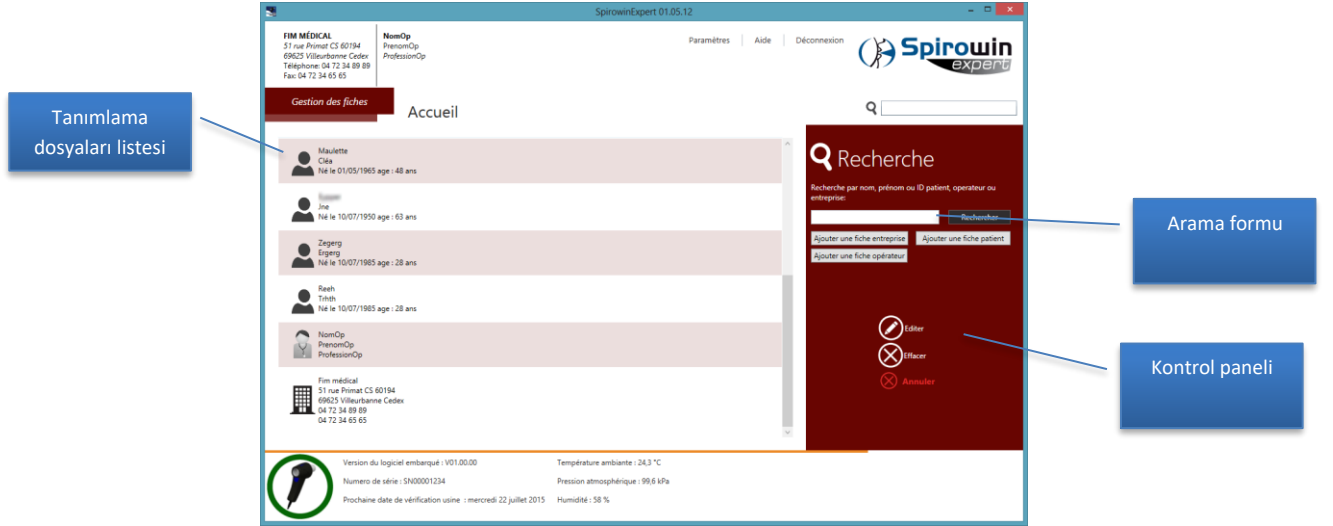 SpirowinExpert 01.05.12
FIM MÉDICAL
51 rue Primat CS 60194
69625 Villeurbanne Cedex
Téléphone: 04 72 34 89 89
Fax: 04 72 34 65 65
NomOp
PrenomOp
ProfessionOp
Paramètres
Aide
Déconnexion
Spirowin
expert
Gestion des fiches
Accueil
Tanımlama
dosyaları listesi
Maulette
Cléa
Né le 01/05/1965 age : 48 ans
Jne
Né le 10/07/1950 age : 63 ans
Zegerg
Ergerg
Né le 10/07/1985 age : 28 ans
Reeh
Trhth
Né le 10/07/1985 age : 28 ans
NomOp
PrenomOp
ProfessionOp
Fim médical
51 rue Primat CS 60194
69625 Villeurbanne Cedex
04 72 34 89 89
04 72 34 65 65
Recherche
Recherche par nom, prénom ou ID patient, operateur ou
entreprise:
Rechercher
Ajouter une fiche entreprise
Ajouter une fiche patient
Ajouter une fiche opérateur
Editer
Effacer
Annuler
Arama formu
Kontrol paneli
Version du logiciel embarqué : V01.00.00
Numero de série : SN00001234
Prochaine date de vérification usine : mercredi 22 juillet 2015
Température ambiante : 24,3 °C
Pression atmosphérique : 99,6 kPa
Humidité : 58 %